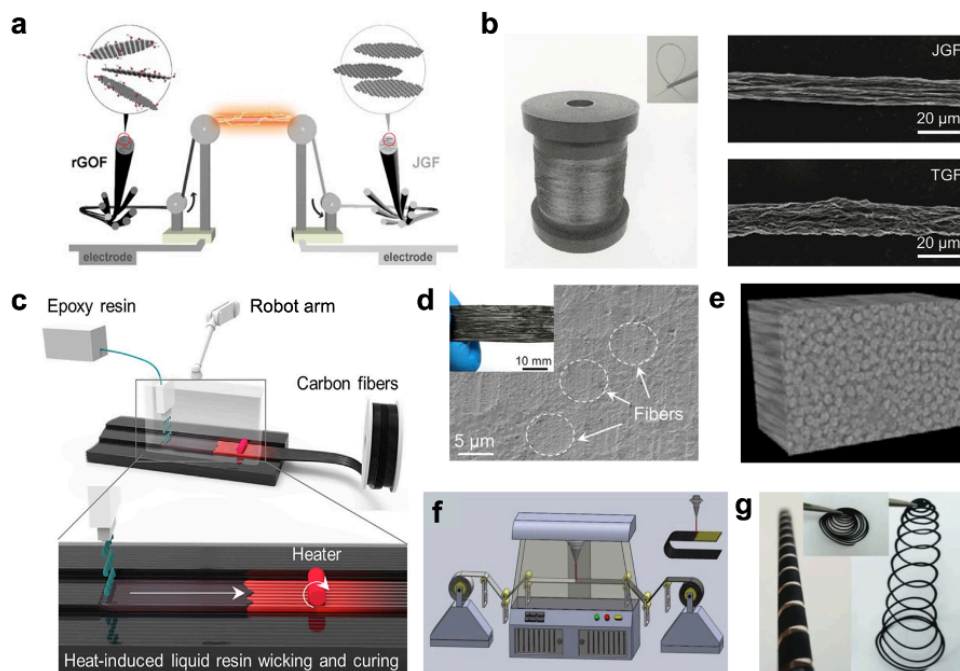 a
rGOF
JGF
electrode
electrode
b
JGF
20 μm
TGF
20 μm
c
Epoxy resin
Robot arm
Carbon fibers
Heater
Heat-induced liquid resin wicking and curing
d
10 mm
Fibers
5 μm
e
f
g